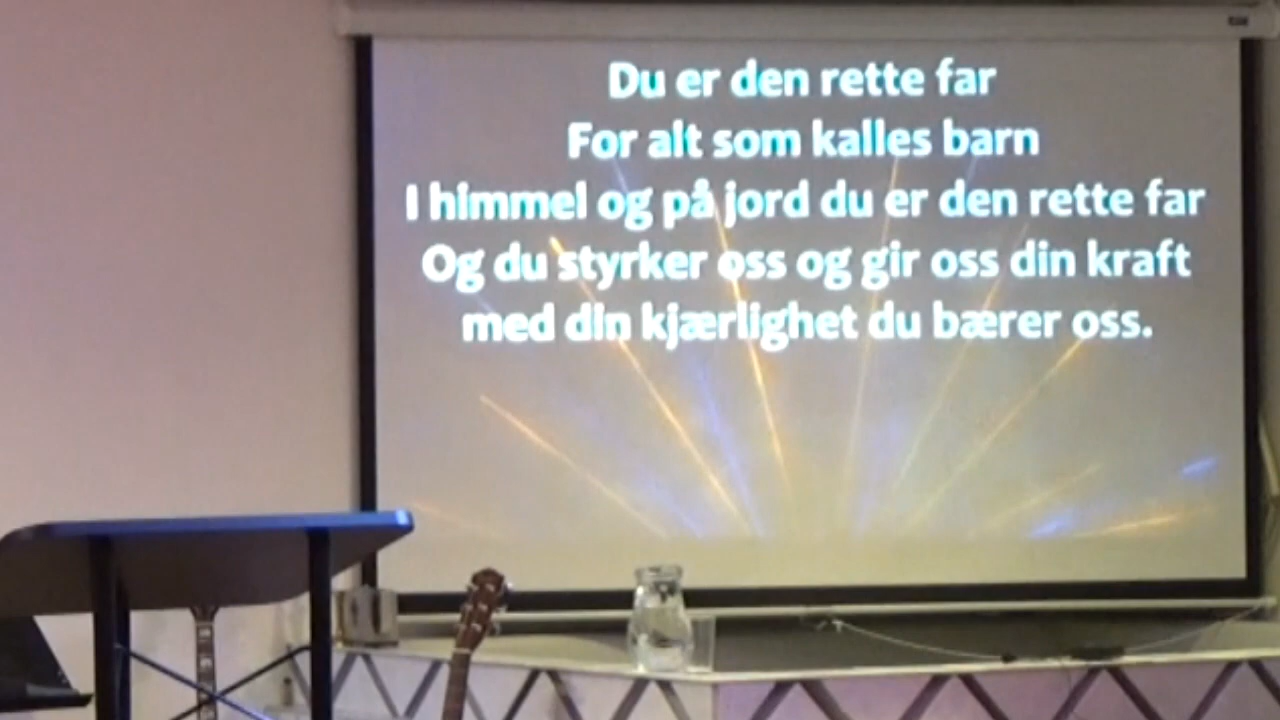 Du er den rette far
For alt som kalles barn
I himmel og på jord du er den rette far
Og du styrker oss og gir oss din kraft
med din kjærlighet du bærer oss.